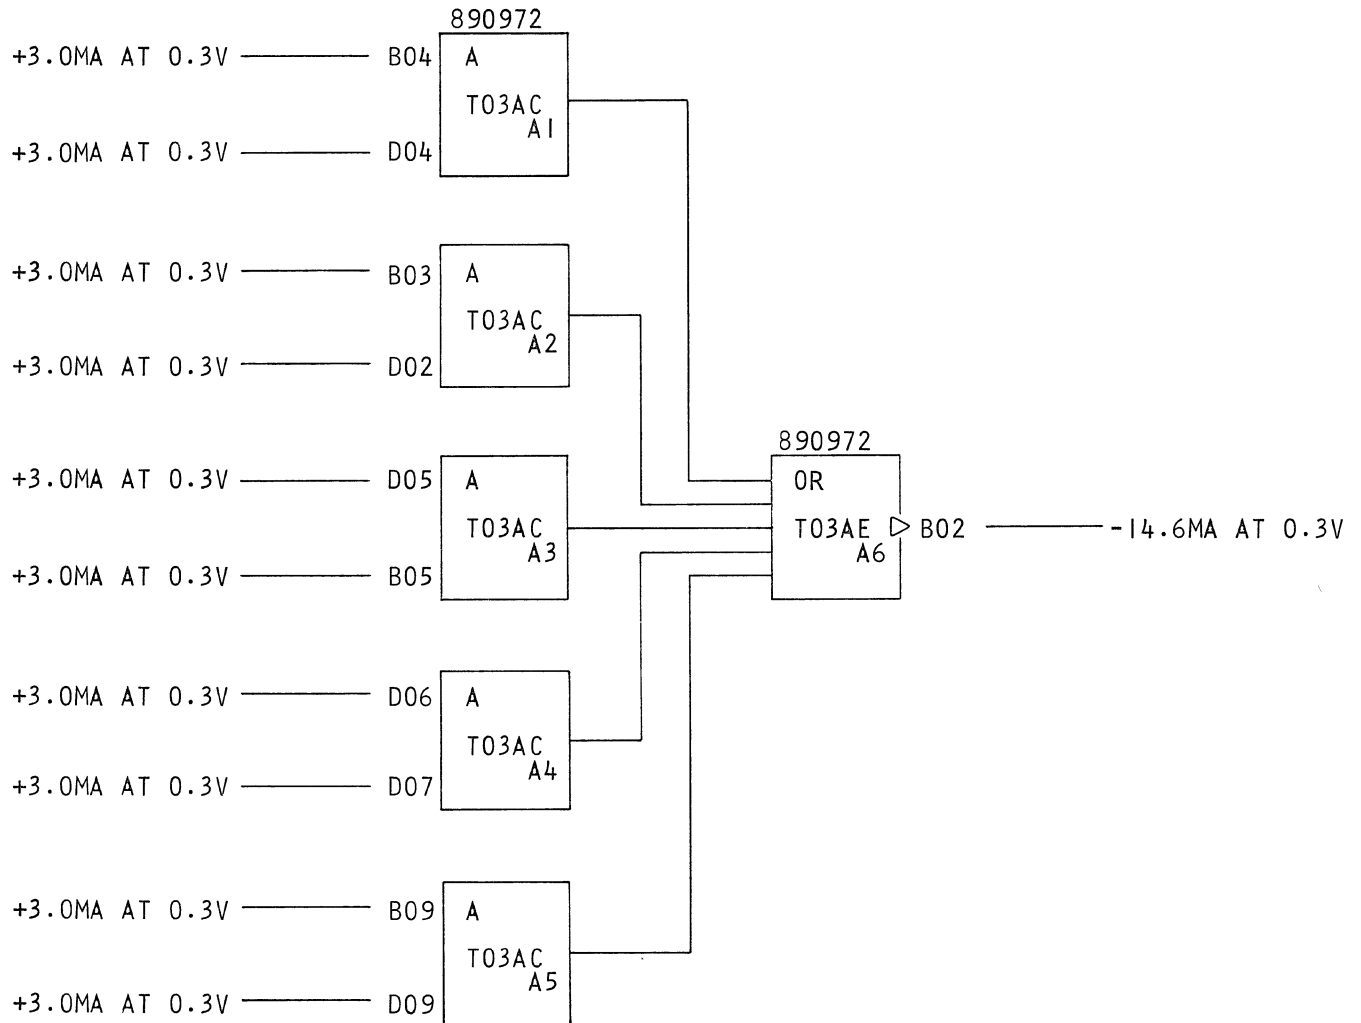 890972
+3.0MA AT 0.3V B04 A
T03AC
A1
+3.0MA AT 0.3V D04
+3.0MA AT 0.3V B03 A
T03AC
A2
+3.0MA AT 0.3V D02
890972
+3.0MA AT 0.3V D05 A
OR
T03AC
A3
T03AE
A6
B02 -14.6MA AT 0.3V
+3.0MA AT 0.3V B05
+3.0MA AT 0.3V D06 A
T03AC
A4
+3.0MA AT 0.3V D07
+3.0MA AT 0.3V B09 A
T03AC
A5
+3.0MA AT 0.3V D09